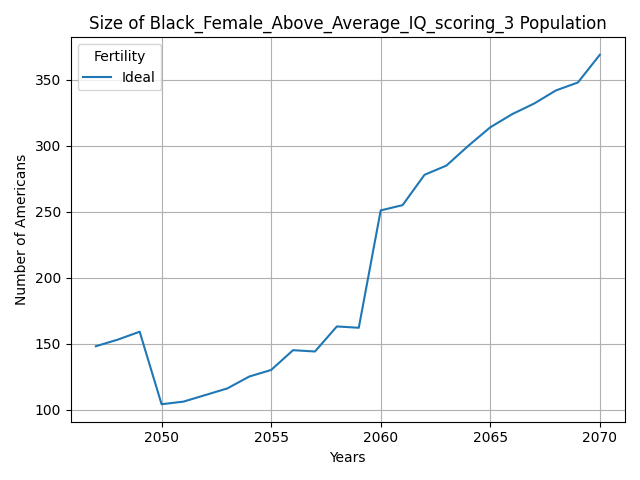 Size of Black_Female_Above_Average_IQ_scoring_3 Population
Fertility
Ideal
Number of Americans
350
300
250
200
150
100
2050 2055 2060 2065 2070
Years